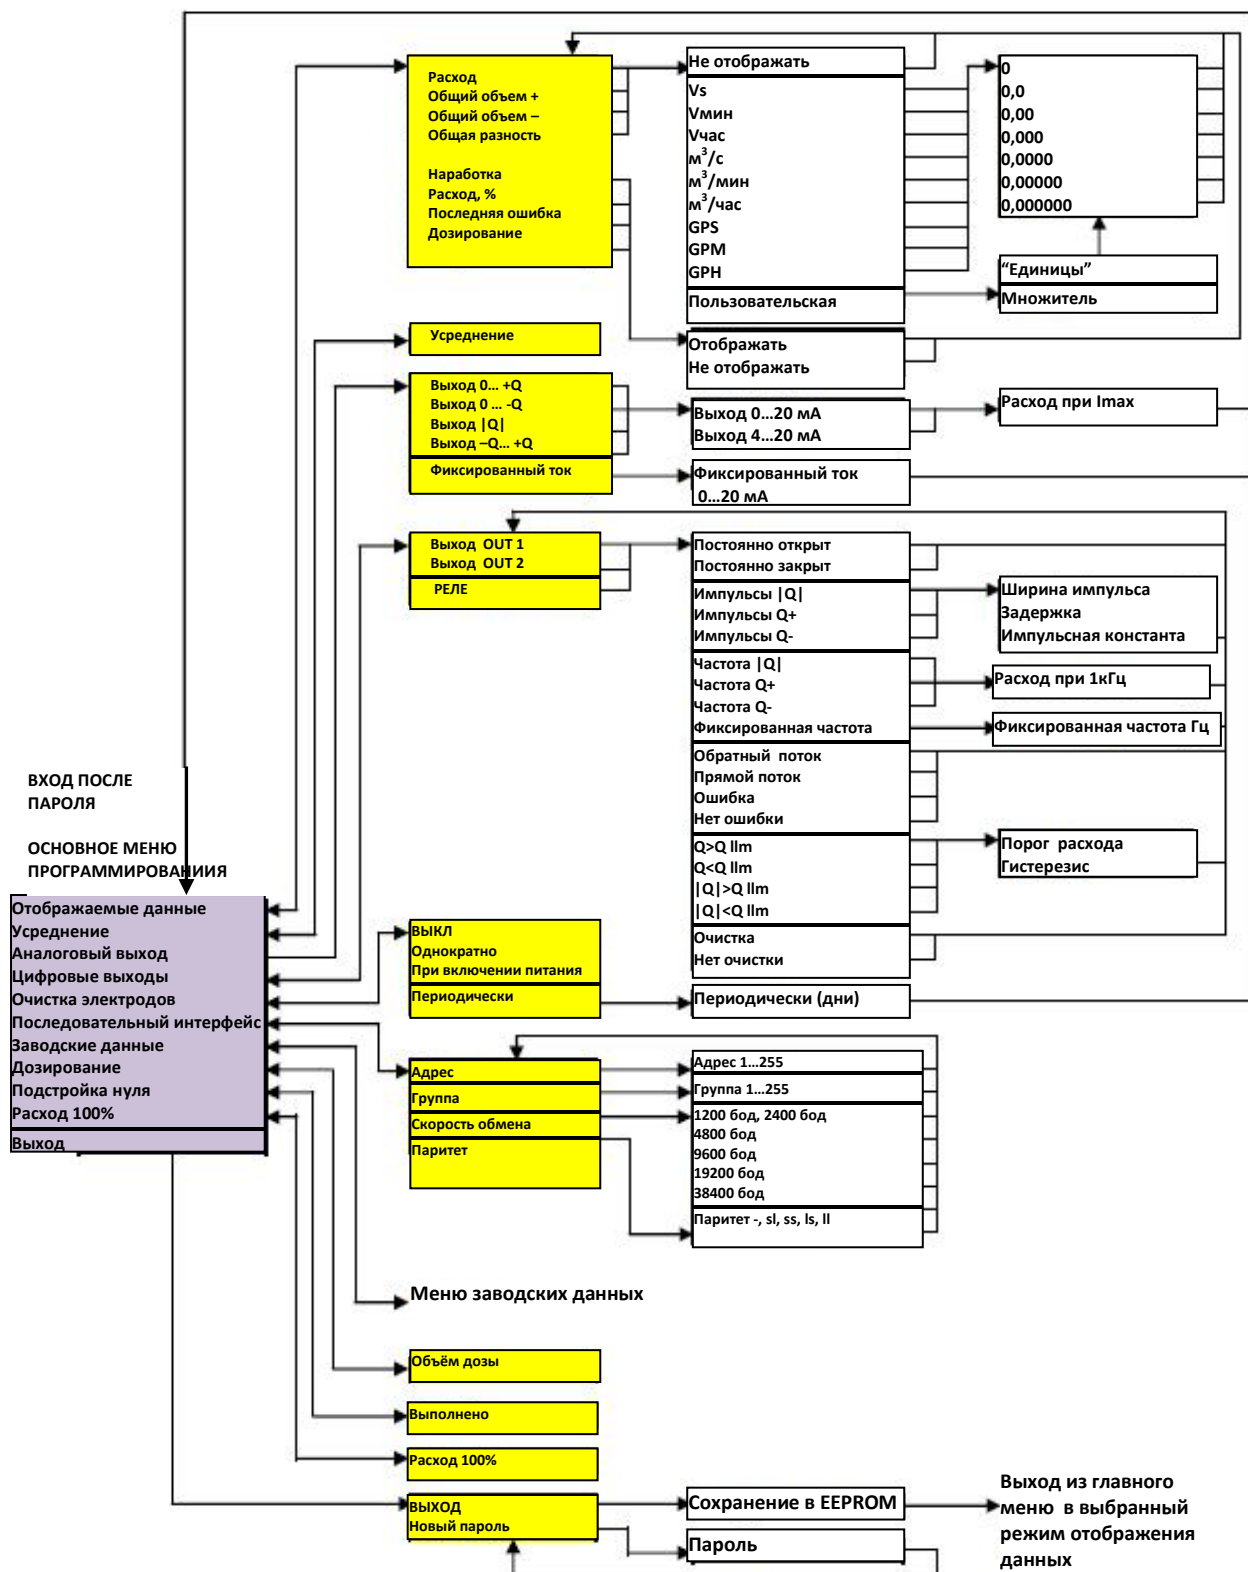 Расход
Общий объем +
Общий объем –
Общая разность
Наработка
Расход, %
Последняя ошибка
Дозирование
Не отображать
Vs
Vмин
Vчас
м³/с
м³/мин
м³/час
GPS
GPM
GPH
Пользовательская
0
0,0
0,00
0,000
0,0000
0,00000
0,000000
“Единицы”
Множитель
Усреднение
Отображать
Не отображать
Выход 0... +Q
Выход 0 ... -Q
Выход |Q|
Выход –Q... +Q
Фиксированный ток
Выход 0...20 мА
Выход 4...20 мА
Расход при Imax
Фиксированный ток
0...20 мА
Выход OUT 1
Выход OUT 2
РЕЛЕ
Постоянно открыт
Постоянно закрыт
Импульсы |Q|
Импульсы Q+
Импульсы Q-
Частота |Q|
Частота Q+
Частота Q-
Фиксированная частота
Обратный поток
Прямой поток
Ошибка
Нет ошибки
Q>Q llm
Q<Q llm
|Q|>Q llm
|Q|<Q llm
Очистка
Нет очистки
Ширина импульса
Задержка
Импульсная константа
Расход при 1кГц
Фиксированная частота Гц
Порог расхода
Гистерезис
ВХОД ПОСЛЕ
ПАРОЛЯ
ОСНОВНОЕ МЕНЮ
ПРОГРАММИРОВАНИИЯ
Отображаемые данные
Усреднение
Аналоговый выход
Цифровые выходы
Очистка электродов
Последовательный интерфейс
Заводские данные
Дозирование
Подстройка нуля
Расход 100%
Выход
ВЫКЛ
Однократно
При включении питания
Периодически
Периодически (дни)
Адрес
Группа
Скорость обмена
Паритет
Адрес 1...255
Группа 1...255
1200 бод, 2400 бод
4800 бод
9600 бод
19200 бод
38400 бод
Паритет -, sl, ss, ls, ll
Меню заводских данных
Объём дозы
Выполнено
Расход 100%
ВЫХОД
Новый пароль
Сохранение в EEPROM
Пароль
Выход из главного
меню в выбранный
режим отображения
данных